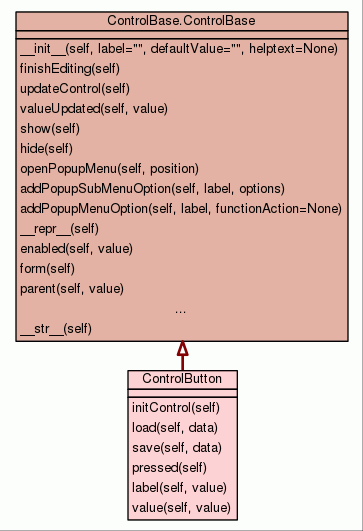 ControlBase.ControlBase
__init__(self, label="", defaultValue="", helptext=None)
finishEditing(self)
updateControl(self)
valueUpdated(self, value)
show(self)
hide(self)
openPopupMenu(self, position)
addPopupSubMenuOption(self, label, options)
addPopupMenuOption(self, label, functionAction=None)
__repr__(self)
enabled(self, value)
form(self)
parent(self, value)
...
__str__(self)
ControlButton
initControl(self)
load(self, data)
save(self, data)
pressed(self)
label(self, value)
value(self, value)